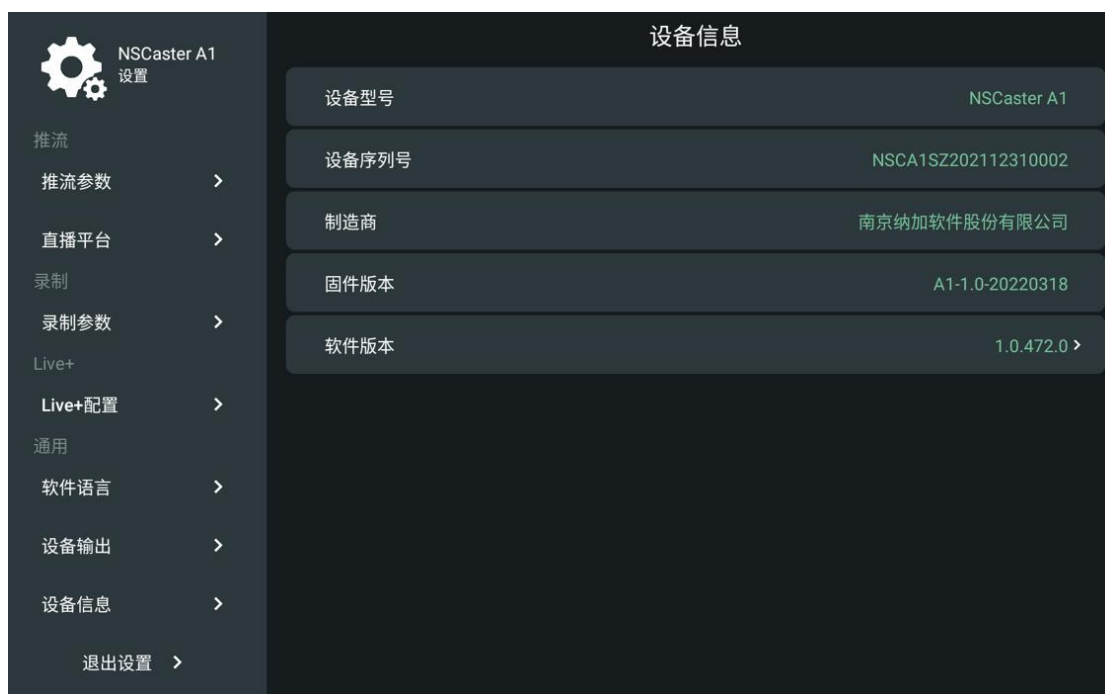 NSCaster A1
设置
推流
推流参数
直播平台
录制
录制参数
Live+
Live+配置
通用
软件语言
设备输出
设备信息
退出设置
设备信息
设备型号 NSCaster A1
设备序列号 NSCA1SZ202112310002
制造商 南京纳加软件股份有限公司
固件版本 A1-1.0-20220318
软件版本 1.0.472.0